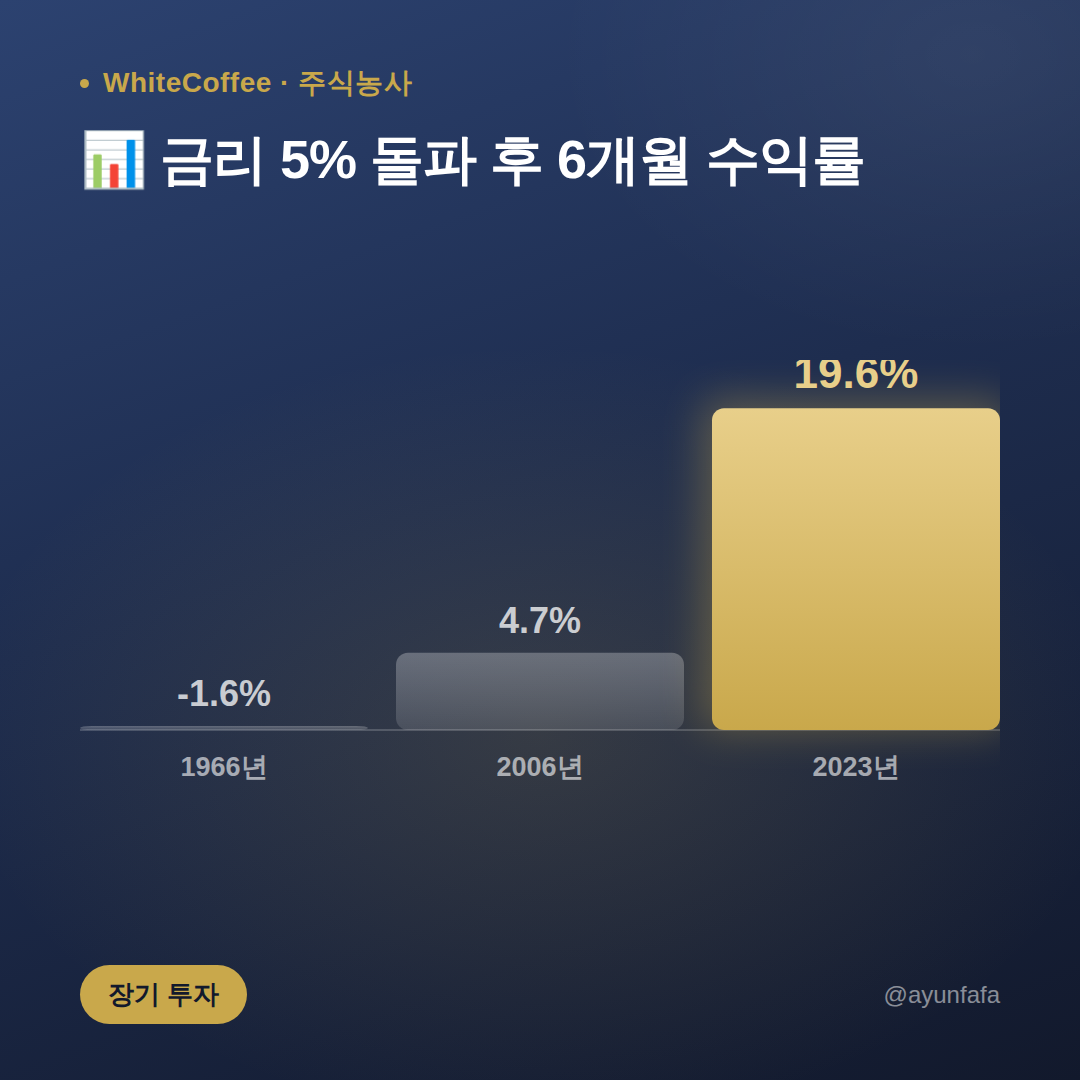 WhiteCoffee · 주식농사
📊 금리 5% 돌파 후 6개월 수익률
19.6%
4.7%
-1.6%
1966년 2006년 2023년
장기 투자
@ayunfafa